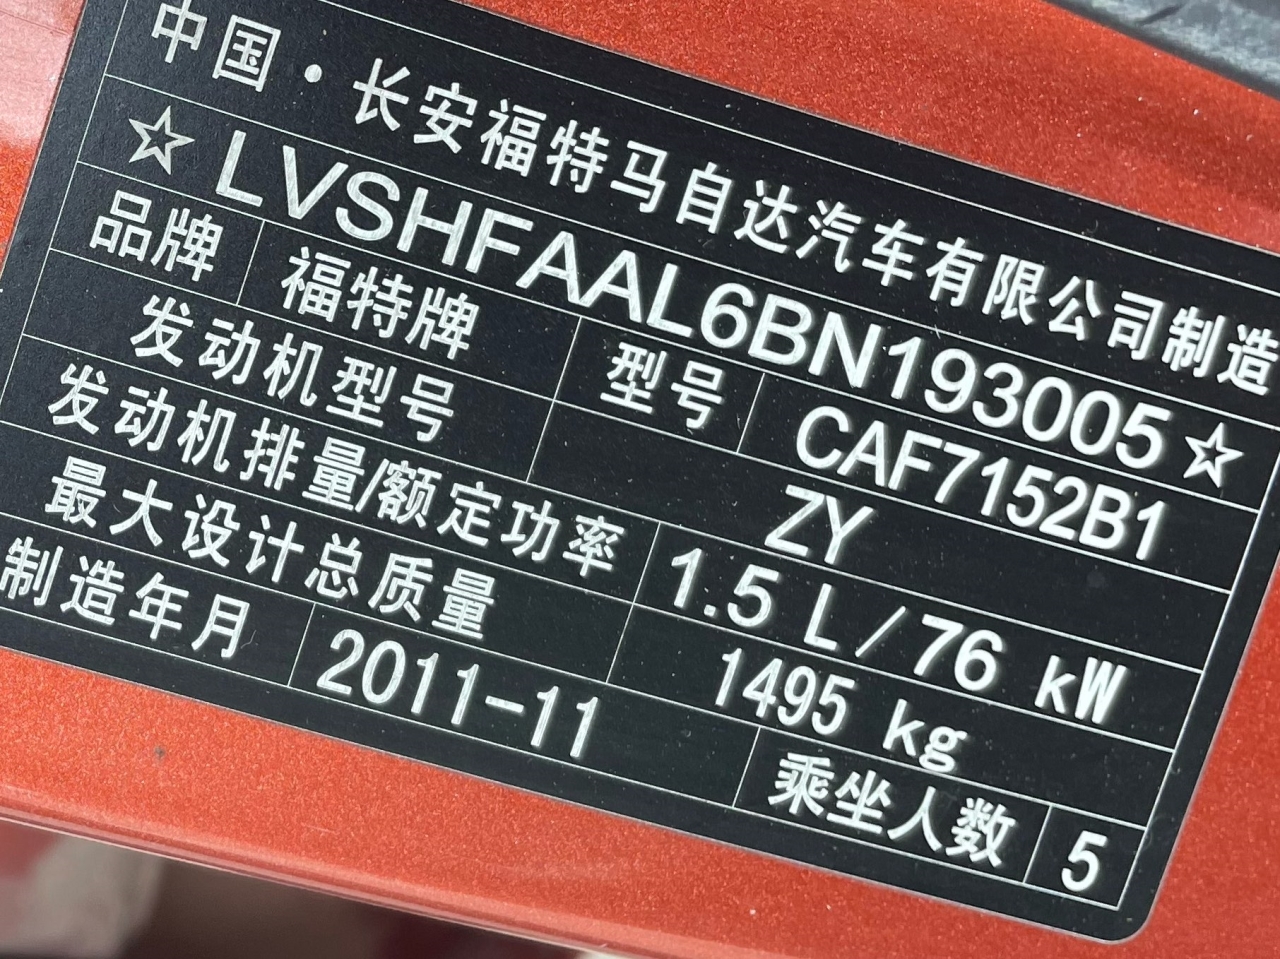 中国·长安福特马自达汽车有限公司制造
☆LVSHFAAL6BN193005☆
品牌 福特牌 型号 CAF7152B1
发动机型号 ZY
发动机排量/额定功率 1.5 L/76 kW
最大设计总质量 1495 kg
制造年月 2011-11 乘坐人数 5